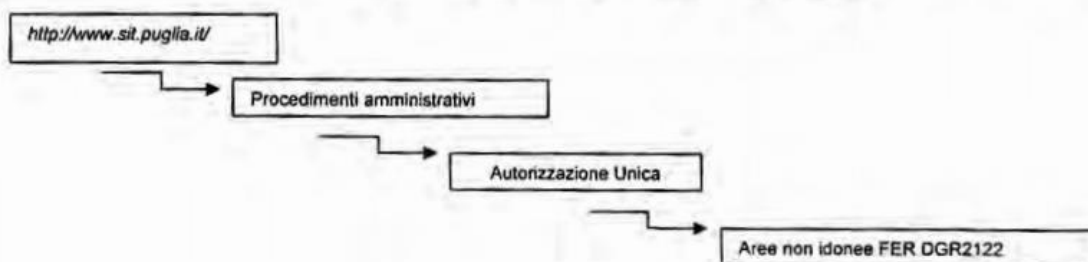 http://www.sit.puglia.it/
Procedimenti amministrativi
Autorizzazione Unica
Aree non idonee FER DGR2122